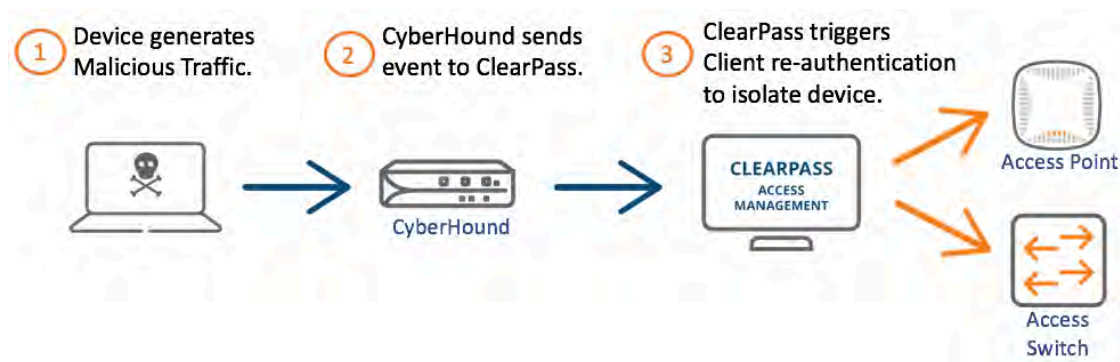 1
Device generates
Malicious Traffic.
2
CyberHound sends
event to ClearPass.
3
ClearPass triggers
Client re-authentication
to isolate device.
CyberHound
CLEARPASS
ACCESS
MANAGEMENT
Access Point
Access
Switch